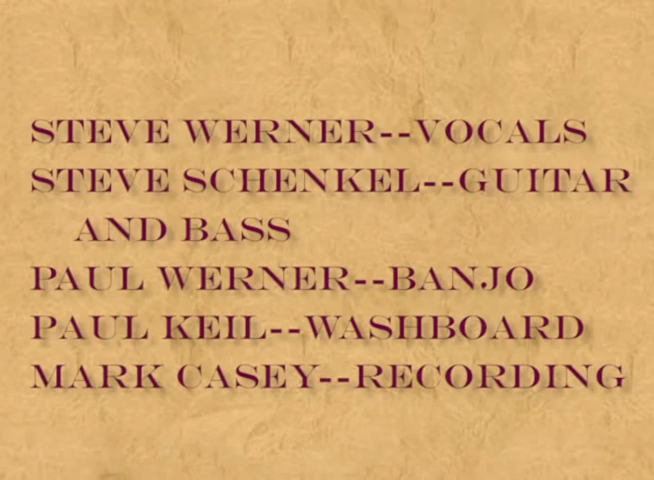 STEVE WERNER--VOCALS
STEVE SCHENKEL--GUITAR
AND BASS
PAUL WERNER--BANJO
PAUL KEIL--WASHBOARD
MARK CASEY--RECORDING